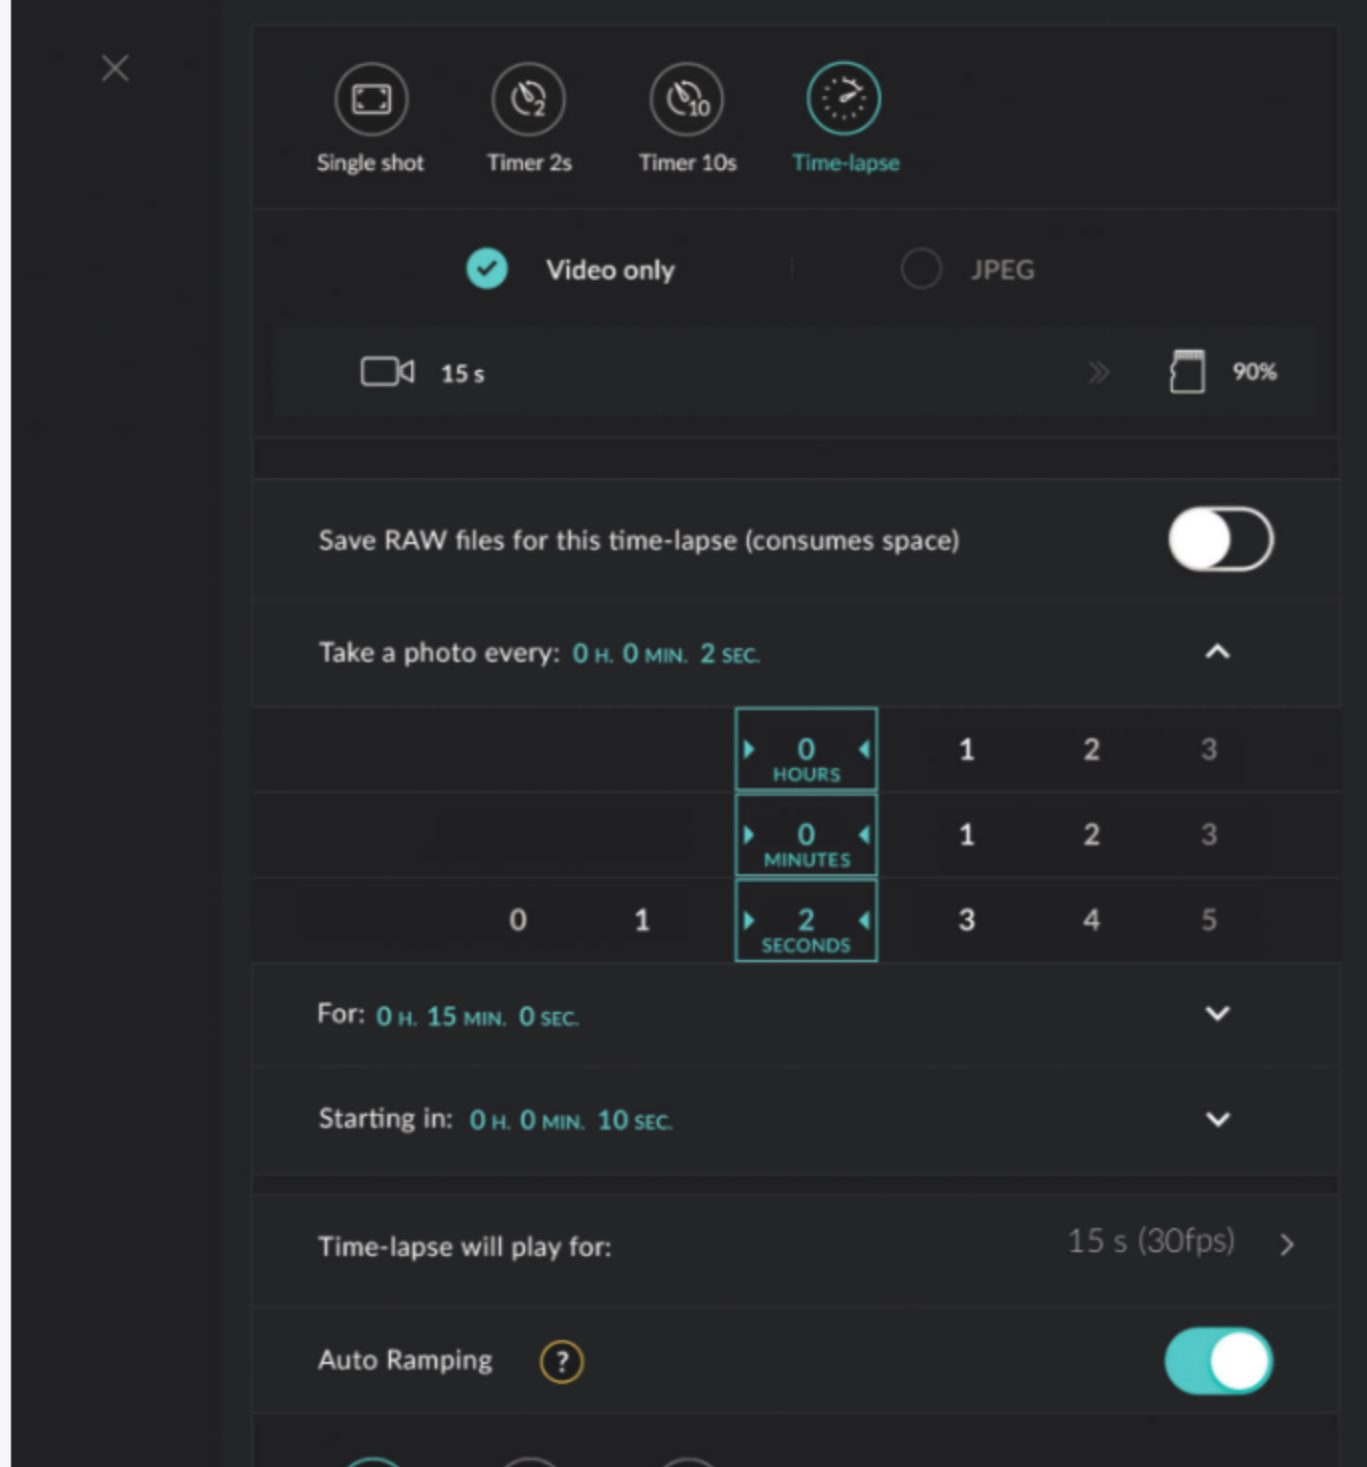 2
10
Single shot
Timer 2s
Timer 10s
Time-lapse
Video only
JPEG
15 s
90%
Save RAW files for this time-lapse (consumes space)
Take a photo every: 0 H. 0 MIN. 2 SEC.
0 1 2 3
HOURS
0 1 2 3
MINUTES
0 1 2 3 4 5
SECONDS
For: 0 H. 15 MIN. 0 SEC.
Starting in: 0 H. 0 MIN. 10 SEC.
Time-lapse will play for: 15 s (30fps)
Auto Ramping ?